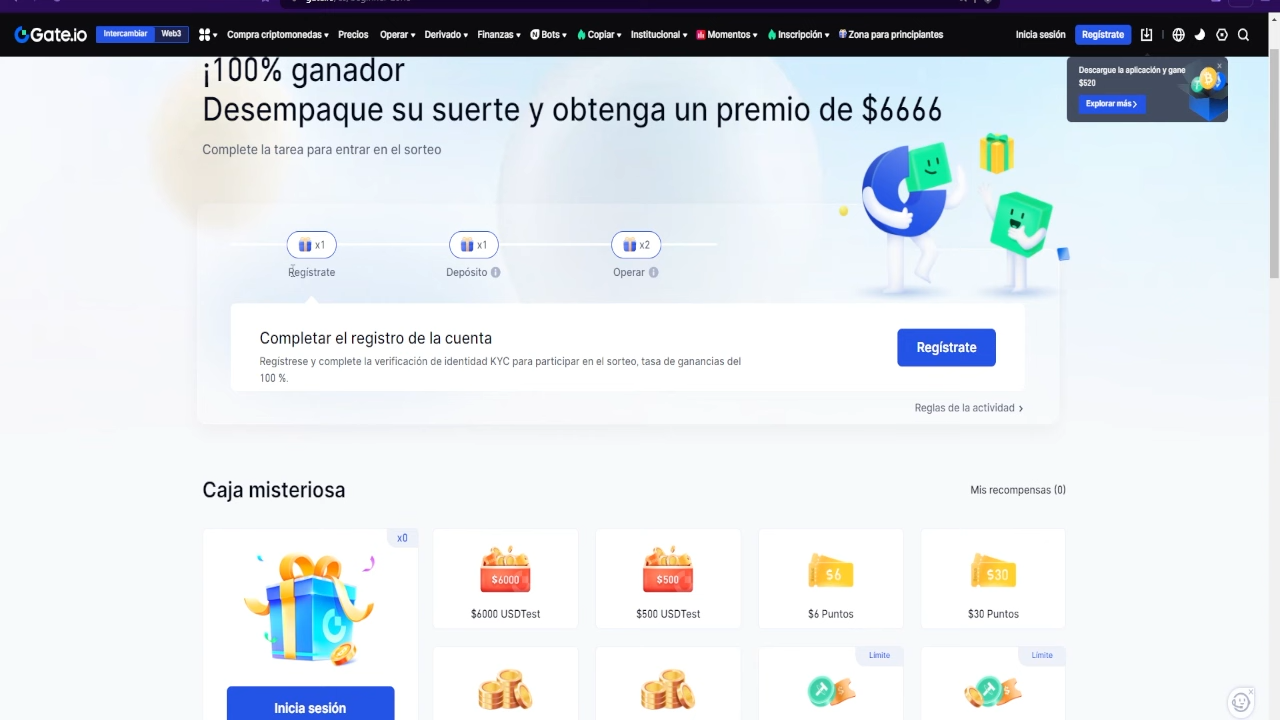 Gate.io
Intercambiar Web3 Compra criptomonedas Precios Operar Derivado Finanzas Bots Copiar Institucional Momentos Inscripción Zona para principiantes Inicia sesión Regístrate
¡100% ganador
Descargue la aplicación y gane
$520
Explorar más
Desempaque su suerte y obtenga un premio de $6666
Complete la tarea para entrar en el sorteo
x1 x1 x2
Regístrate Depósito Operar
Completar el registro de la cuenta
Regístrese y complete la verificación de identidad KYC para participar en el sorteo, tasa de ganancias del
100 %.
Regístrate
Reglas de la actividad
Caja misteriosa
Mis recompensas (0)
x0
$6000 $500 $6 $30
$6000 USDTest $500 USDTest $6 Puntos $30 Puntos
Límite Límite
Inicia sesión